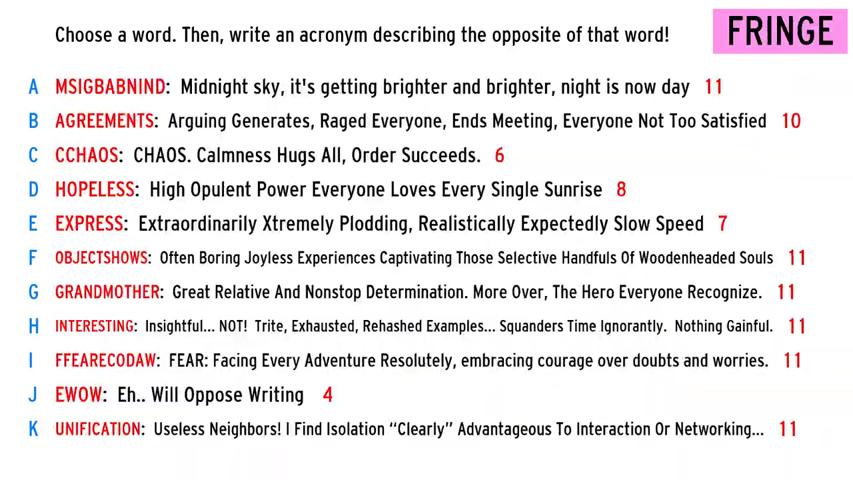 Choose a word. Then, write an acronym describing the opposite of that word!
FRINGE
A MSIGBABNIND: Midnight sky, it's getting brighter and brighter, night is now day 11
B AGREEMENTS: Arguing Generates, Raged Everyone, Ends Meeting, Everyone Not Too Satisfied 10
C CCHAOS: CHAOS. Calmness Hugs All, Order Succeeds. 6
D HOPELESS: High Opulent Power Everyone Loves Every Single Sunrise 8
E EXPRESS: Extraordinarily Xtremely Plodding, Realistically Expectedly Slow Speed 7
F OBJECTSHOWS: Often Boring Joyless Experiences Captivating Those Selective Handfuls Of Woodenheaded Souls 11
G GRANDMOTHER: Great Relative And Nonstop Determination. More Over, The Hero Everyone Recognize. 11
H INTERESTING: Insightful... NOT! Trite, Exhausted, Rehashed Examples... Squanders Time Ignorantly. Nothing Gainful. 11
I FFEARECODAW: FEAR: Facing Every Adventure Resolutely, embracing courage over doubts and worries. 11
J EWOW: Eh.. Will Oppose Writing 4
K UNIFICATION: Useless Neighbors! I Find Isolation “Clearly” Advantageous To Interaction Or Networking... 11